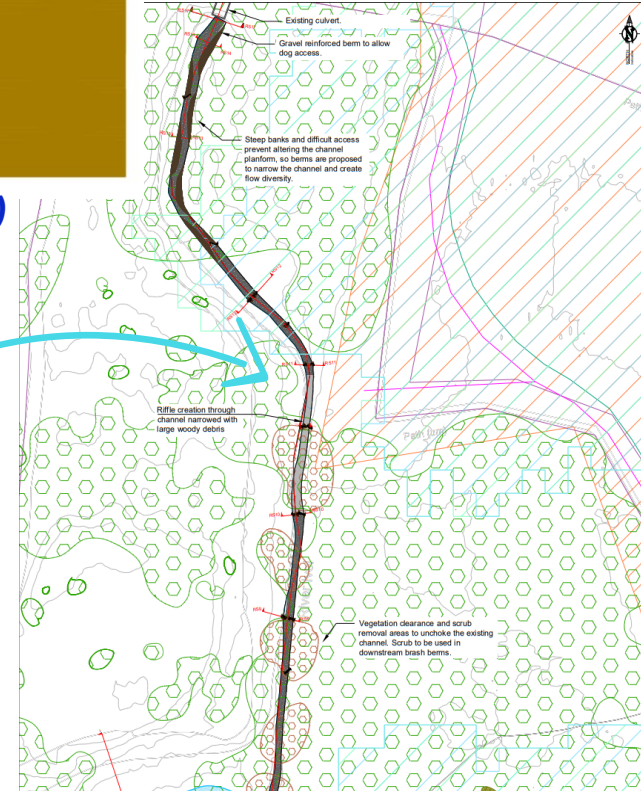 Existing culvert.
Gravel reinforced berm to allow
dog access.
Steep banks and difficult access
prevent altering the channel
planform, so berms are proposed
to narrow the channel and create
flow diversity.
Riffle creation through
channel narrowed with
large woody debris
Path (um)
Vegetation clearance and scrub
removal areas to unchoke the existing
channel. Scrub to be used in
downstream brash berms.